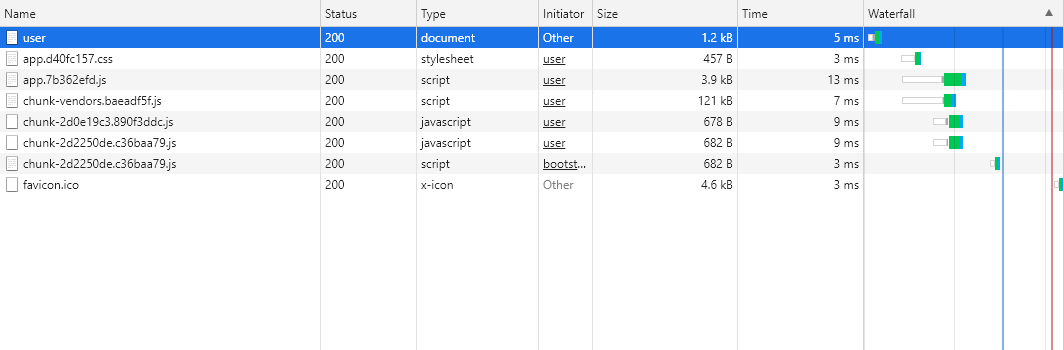 Name Status Type Initiator Size Time Waterfall
user 200 document Other 1.2 kB 5 ms
app.d40fc157.css 200 stylesheet user 457 B 3 ms
app.7b362efd.js 200 script user 3.9 kB 13 ms
chunk-vendors.baeadf5f.js 200 script user 121 kB 7 ms
chunk-2d0e19c3.890f3ddc.js 200 javascript user 678 B 9 ms
chunk-2d2250de.c36baa79.js 200 javascript user 682 B 9 ms
chunk-2d2250de.c36baa79.js 200 script bootst... 682 B 3 ms
favicon.ico 200 x-icon Other 4.6 kB 3 ms